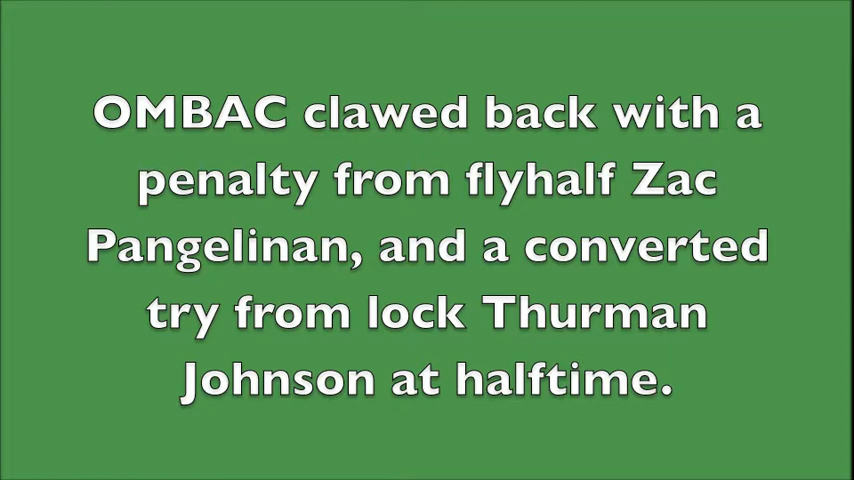 OMBAC clawed back with a
penalty from flyhalf Zac
Pangelinan, and a converted
try from lock Thurman
Johnson at halftime.